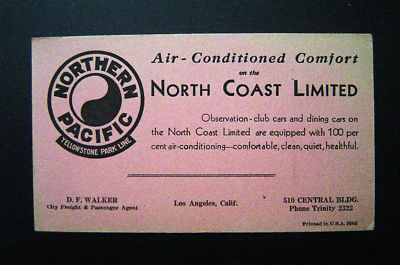 NORTHERN
PACIFIC
YELLOWSTONE PARK LINE
Air-Conditioned Comfort
on the
NORTH COAST LIMITED
Observation-club cars and dining cars on
the North Coast Limited are equipped with 100 per
cent air-conditioning—comfortable, clean, quiet, healthful.
D. F. WALKER
City Freight & Passenger Agent
Los Angeles, Calif.
510 CENTRAL BLDG.
Phone Trinity 2322
Printed in U.S.A.